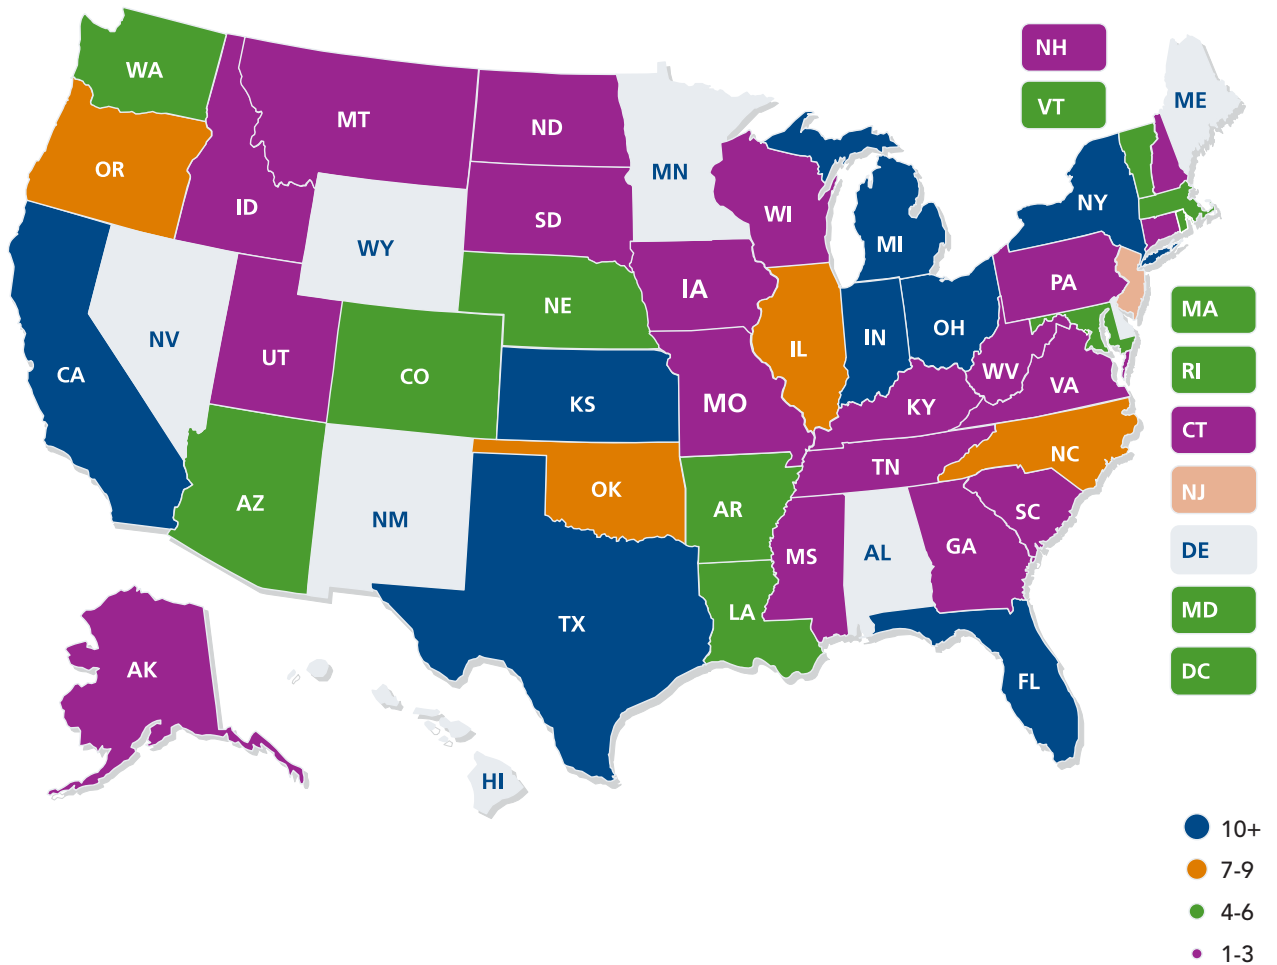 NH
WA
VT
ME
MT
ND
OR
MN
NY
ID
SD
WI
MI
WY
PA
IA
NE
MA
OH
NV
IN
IL
UT
RI
CA
CO
WV
VA
KS
MO
KY
CT
NC
TN
OK
NJ
AZ
AR
SC
NM
GA
DE
AL
MS
LA
MD
TX
AK
DC
FL
HI
10+
7-9
4-6
1-3